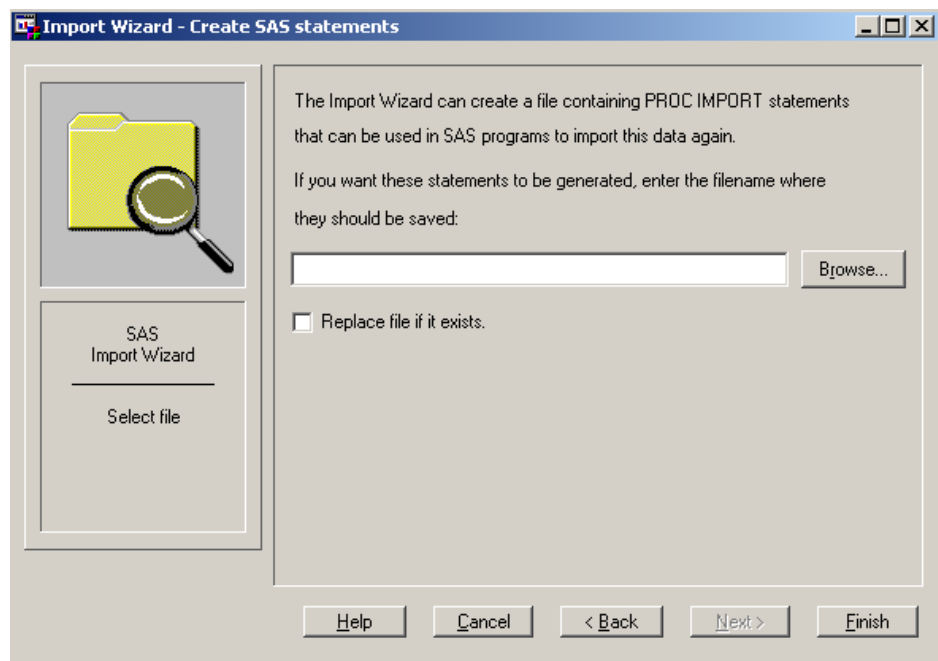 Import Wizard - Create SAS statements
The Import Wizard can create a file containing PROC IMPORT statements
that can be used in SAS programs to import this data again.
If you want these statements to be generated, enter the filename where
they should be saved:
Browse...
Replace file if it exists.
SAS
Import Wizard
Select file
Help
Cancel
< Back
Next >
Finish